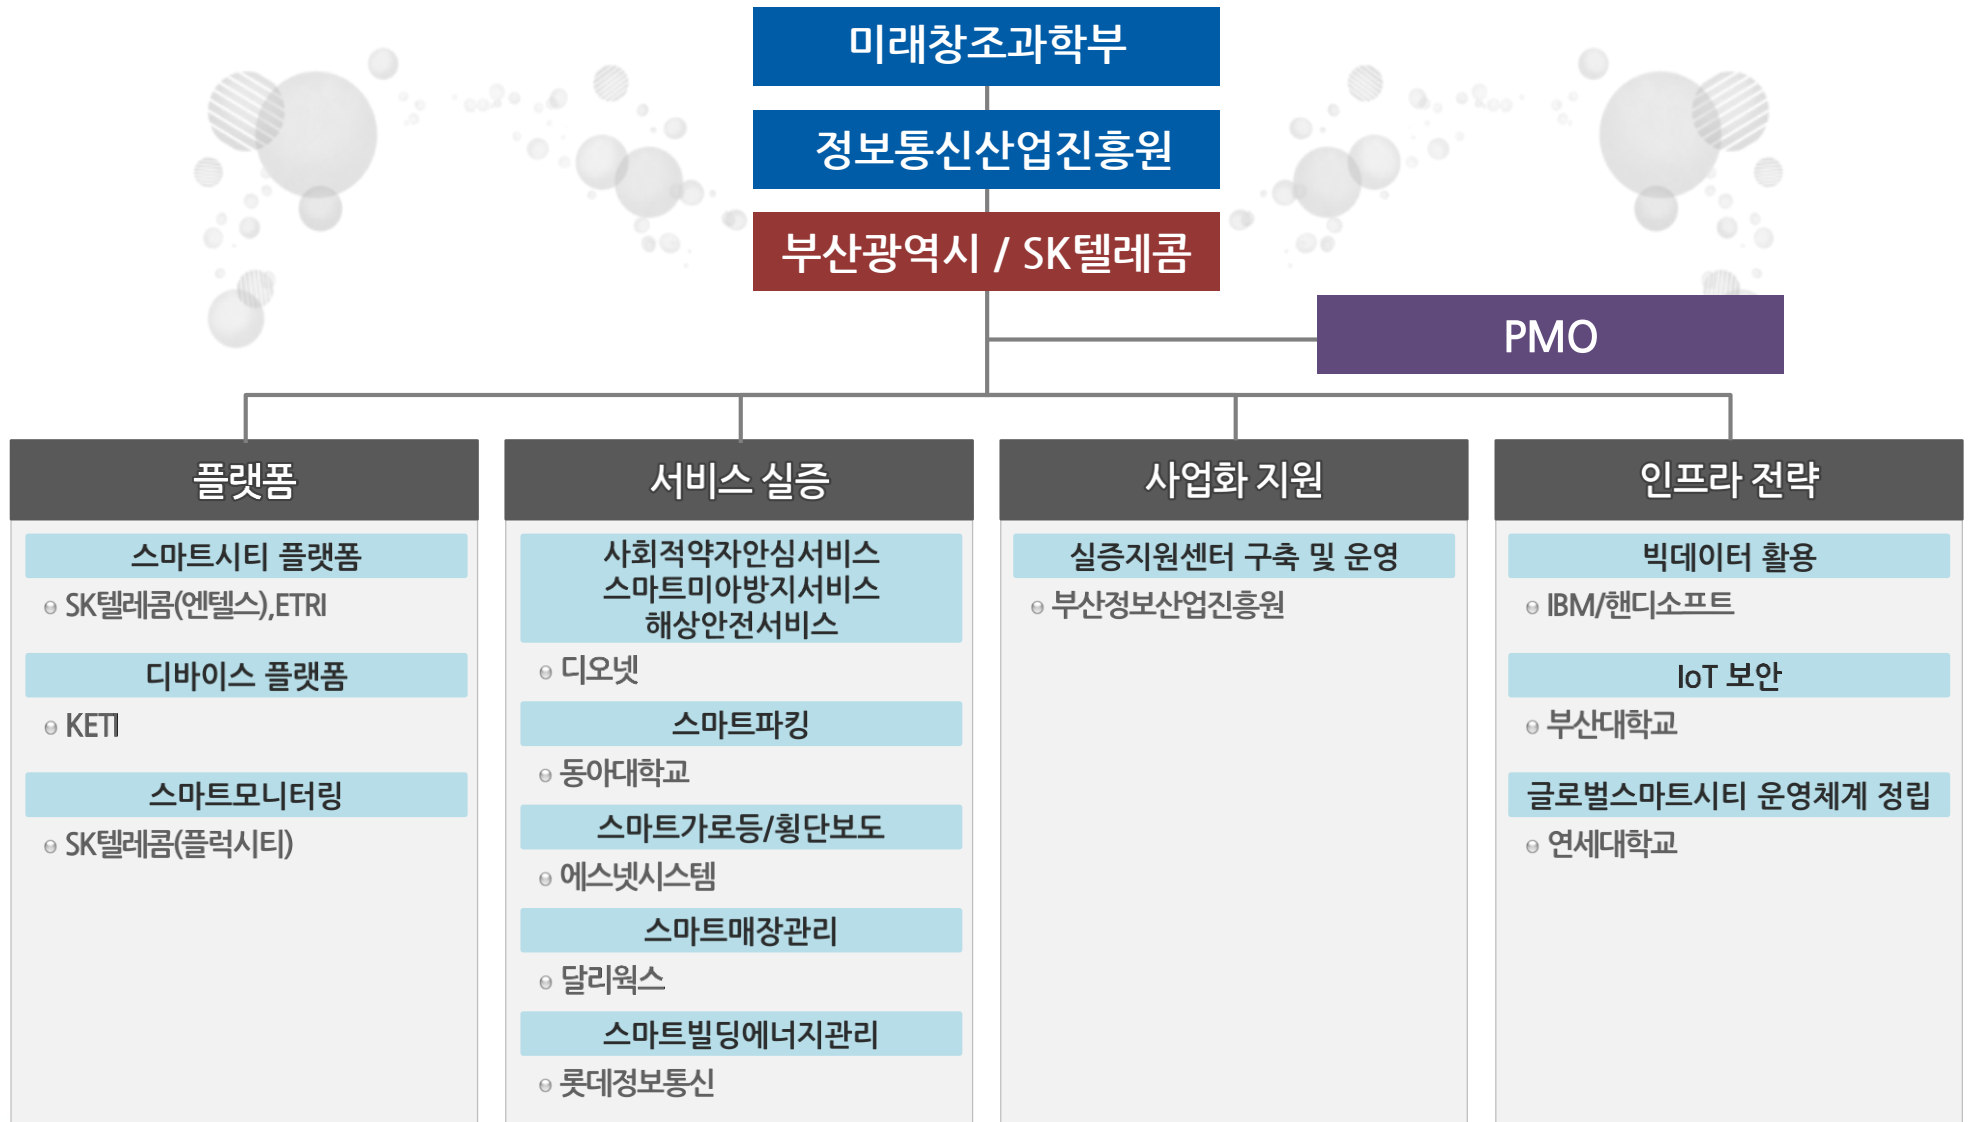 미래창조과학부
정보통신산업진흥원
부산광역시 / SK텔레콤
PMO
플랫폼
스마트시티 플랫폼
SK텔레콤(엔텔스),ETRI
디바이스 플랫폼
KETI
스마트모니터링
SK텔레콤(플럭시티)
서비스 실증
사회적약자안심서비스
스마트미아방지서비스
해상안전서비스
디오넷
스마트파킹
동아대학교
스마트가로등/횡단보도
에스넷시스템
스마트매장관리
달리웍스
스마트빌딩에너지관리
롯데정보통신
사업화 지원
실증지원센터 구축 및 운영
부산정보산업진흥원
인프라 전략
빅데이터 활용
IBM/핸디소프트
IoT 보안
부산대학교
글로벌스마트시티 운영체계 정립
연세대학교